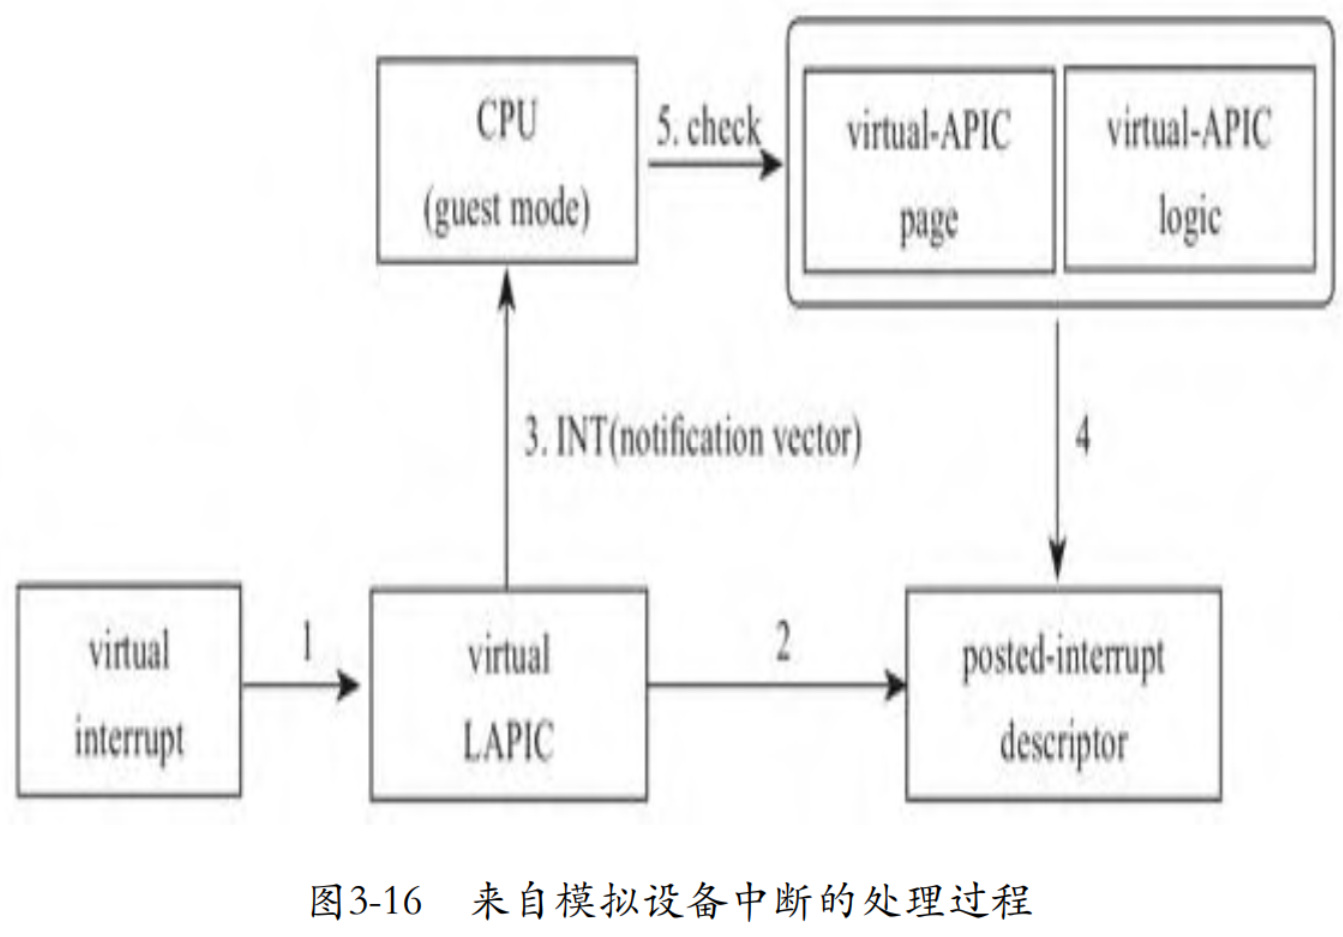 CPU
(guest mode)
5. check
virtual-APIC
page
virtual-APIC
logic
3. INT(notification vector)
4
virtual
interrupt
1
virtual
LAPIC
2
posted-interrupt
descriptor
图3-16 来自模拟设备中断的处理过程